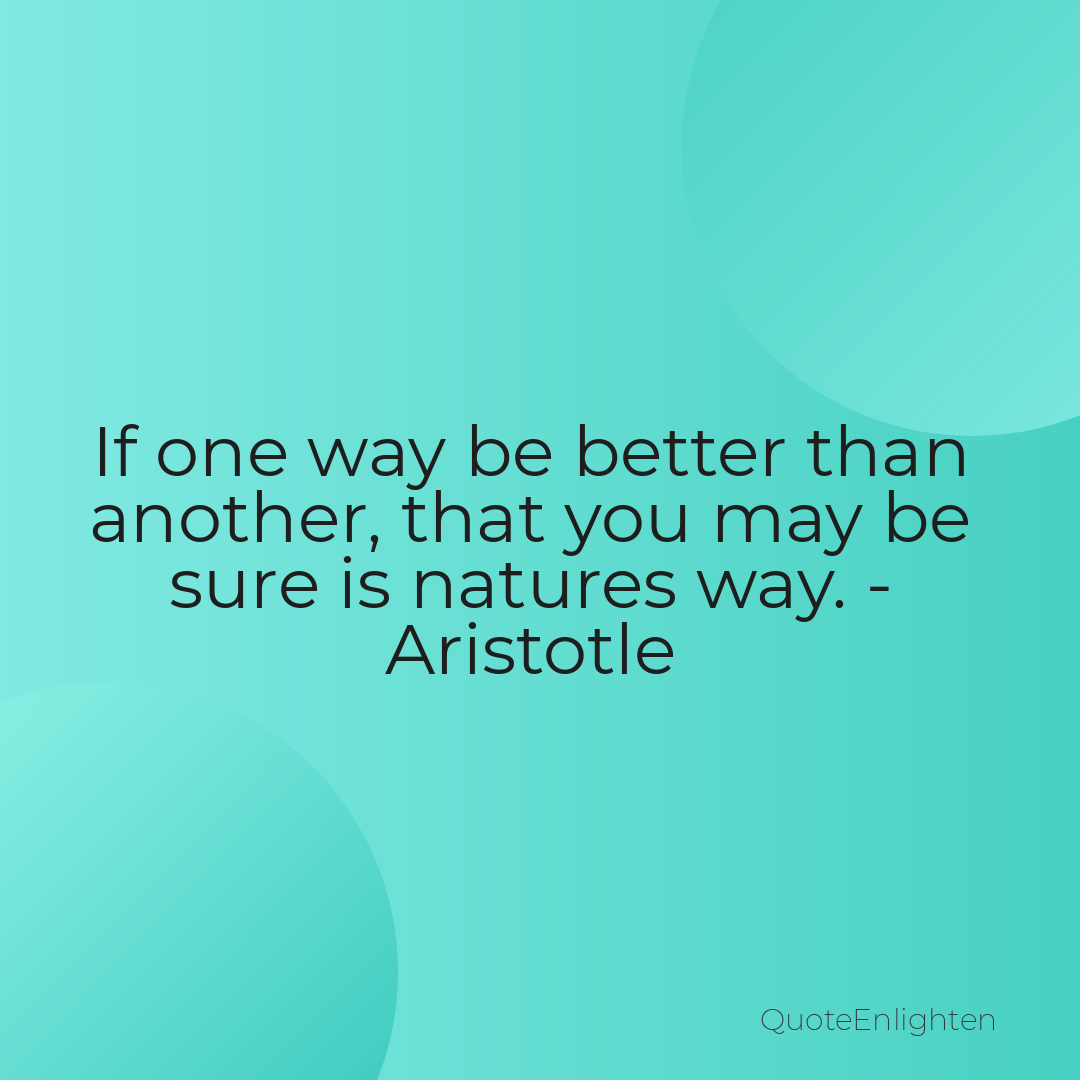 If one way be better than
another, that you may be
sure is natures way. -
Aristotle
QuoteEnlighten